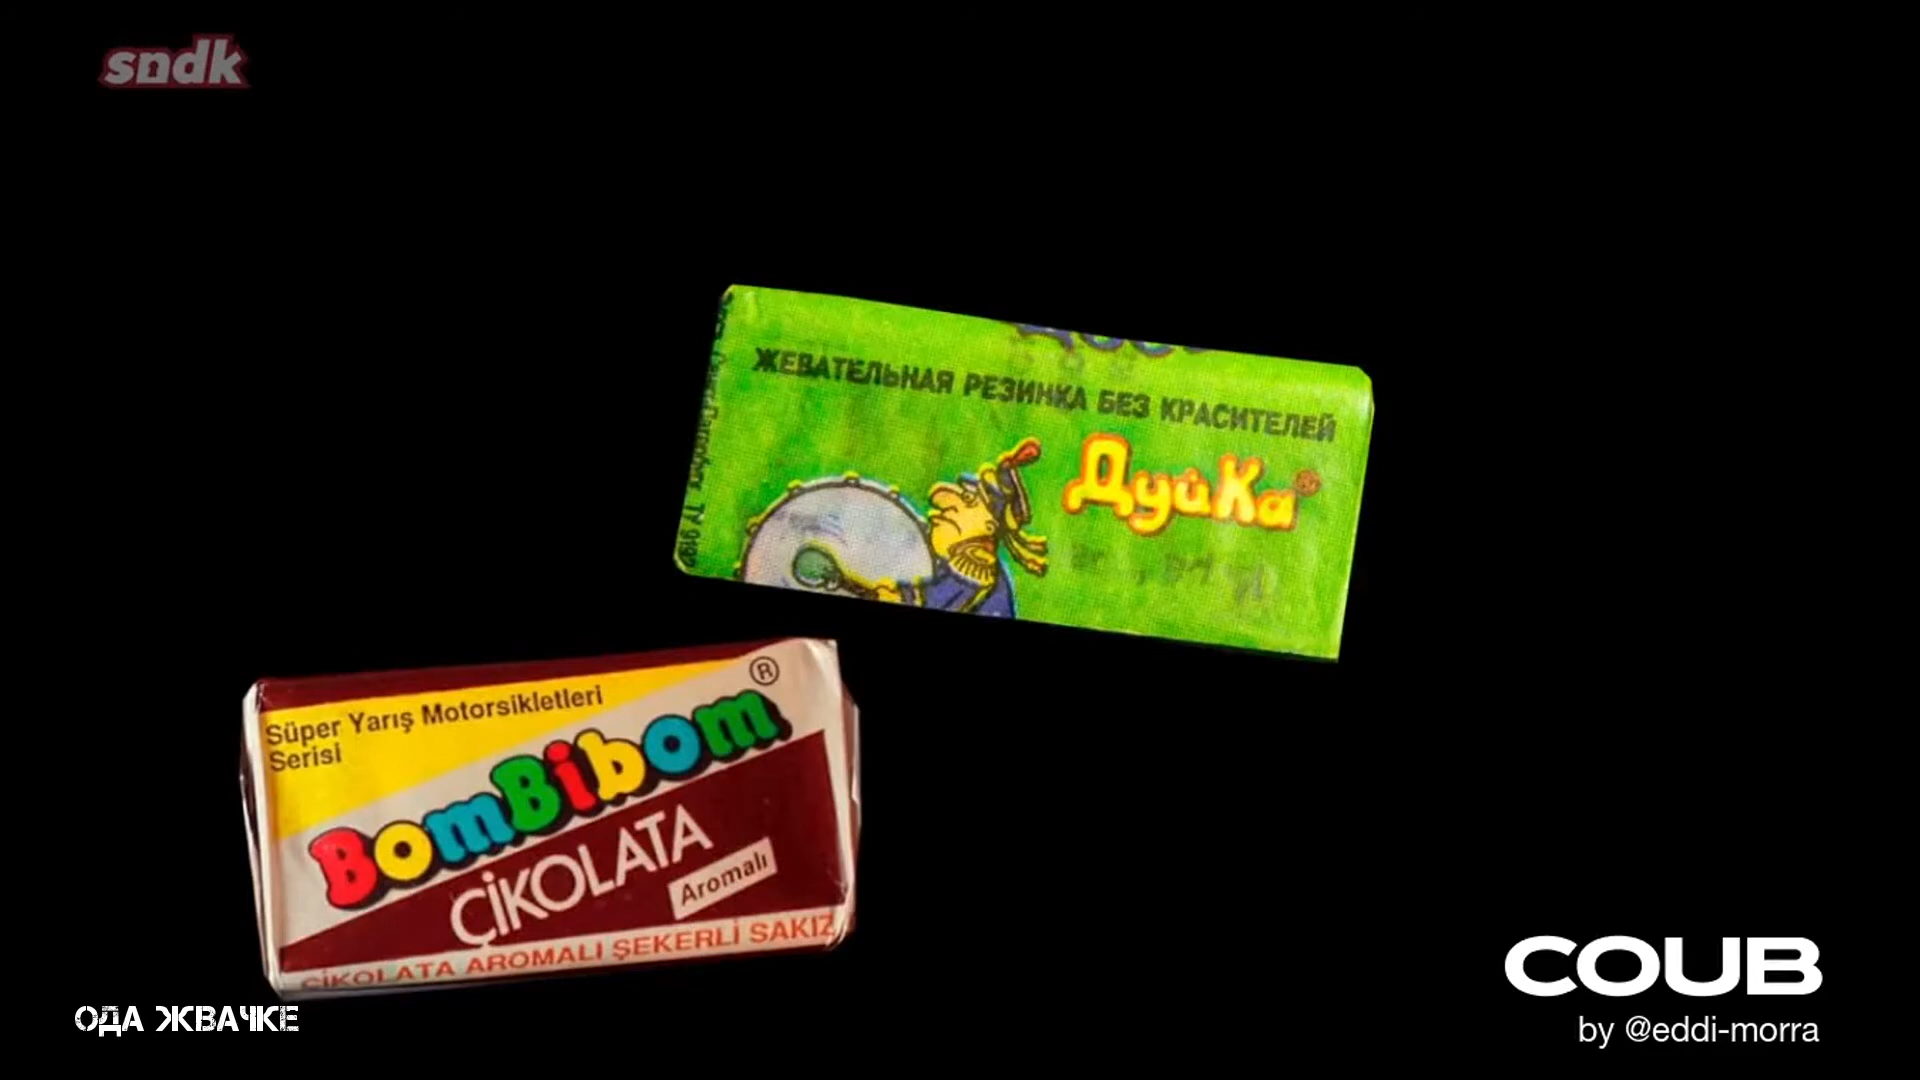 sndk
ЖЕВАТЕЛЬНАЯ РЕЗИНКА БЕЗ КРАСИТЕЛЕЙ
ДуйКа
Süper Yarış Motorsikletleri
Serisi
®
BomBibom
ÇİKOLATA
Aromalı
ÇİKOLATA AROMALI ŞEKERLİ SAKIZ
ОДА ЖВАЧКЕ
COUB
by @eddi-morra